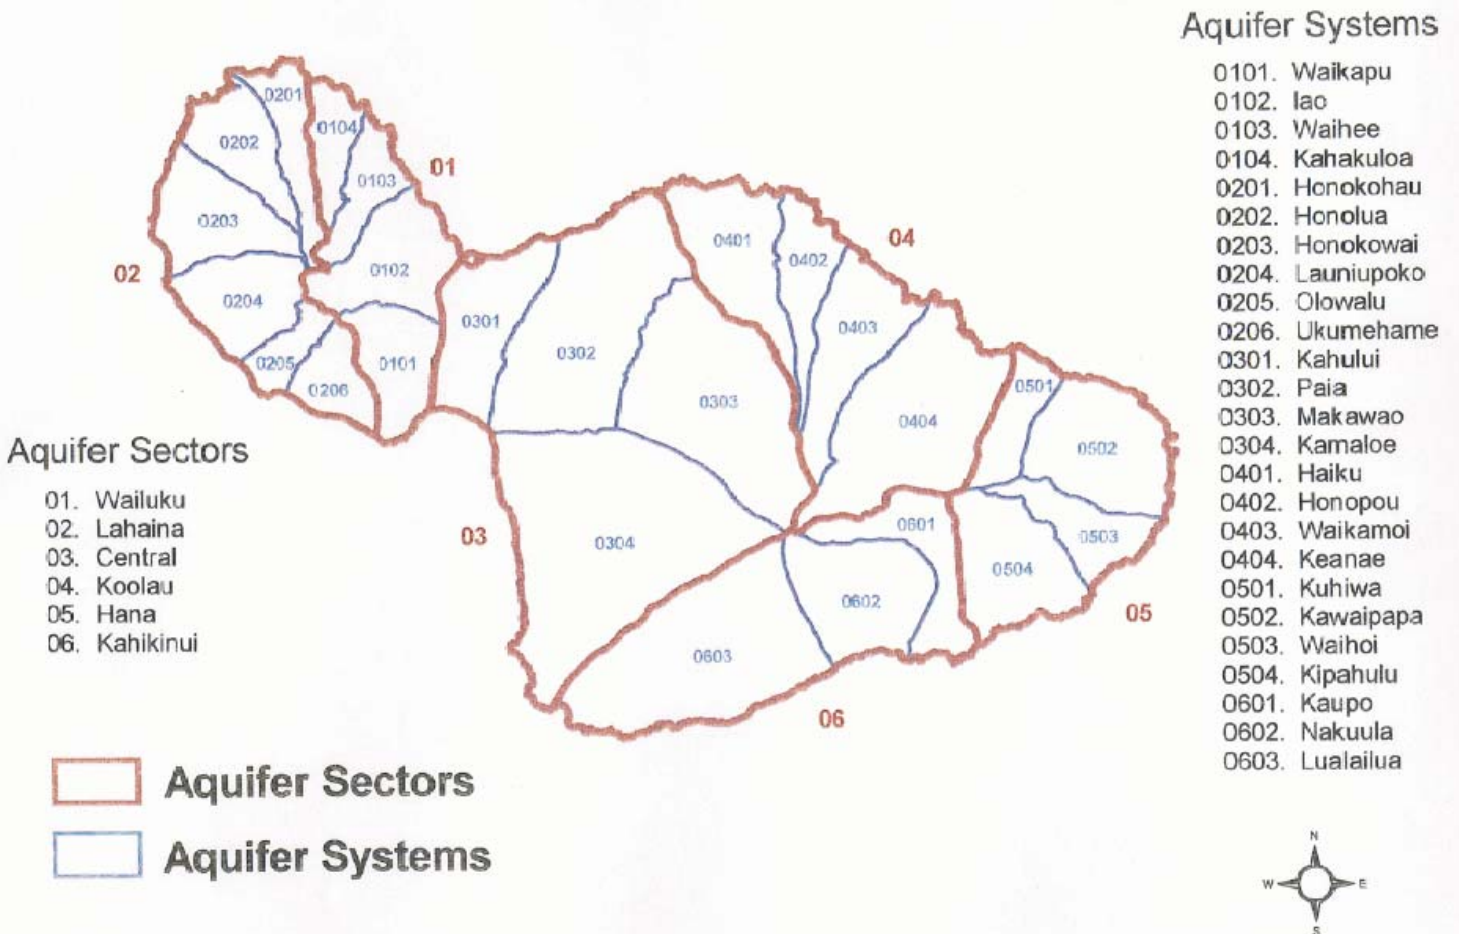 Aquifer Systems
0101. Waikapu
0102. Iao
0103. Waihee
0104. Kahakuloa
0201. Honokohau
0202. Honolua
0203. Honokowai
0204. Launiupoko
0205. Olowalu
0206. Ukumehame
0301. Kahului
0302. Paia
0303. Makawao
0304. Kamaloe
0401. Haiku
0402. Honopou
0403. Waikamoi
0404. Keanae
0501. Kuhiwa
0502. Kawaipapa
0503. Waihoi
0504. Kipahulu
0601. Kaupo
0602. Nakuula
0603. Lualailua
0201
0104
0202
01
0103
0203
0401
04
0402
02
0102
0204
0301
0403
0302
0205
0101
0206
0501
0303
0404
0502
Aquifer Sectors
01. Wailuku
02. Lahaina
03. Central
04. Koolau
05. Hana
06. Kahikinui
03
0304
0601
0503
0504
0602
05
0603
06
Aquifer Sectors
Aquifer Systems
N
W
E
S